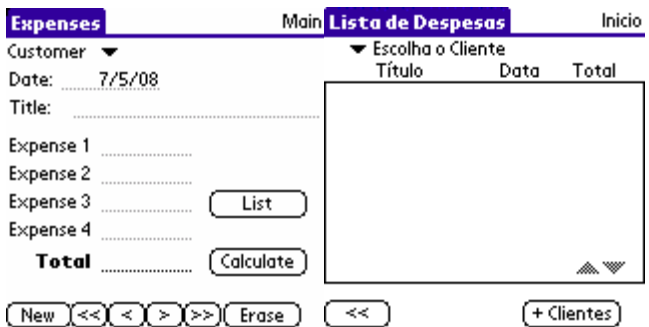 Expenses Main
Customer
Date: 7/5/08
Title:
Expense 1
Expense 2
Expense 3 List
Expense 4
Total Calculate
New << < > >> Erase
Lista de Despesas Inicio
Escolha o Cliente
Título Data Total
<< + Clientes